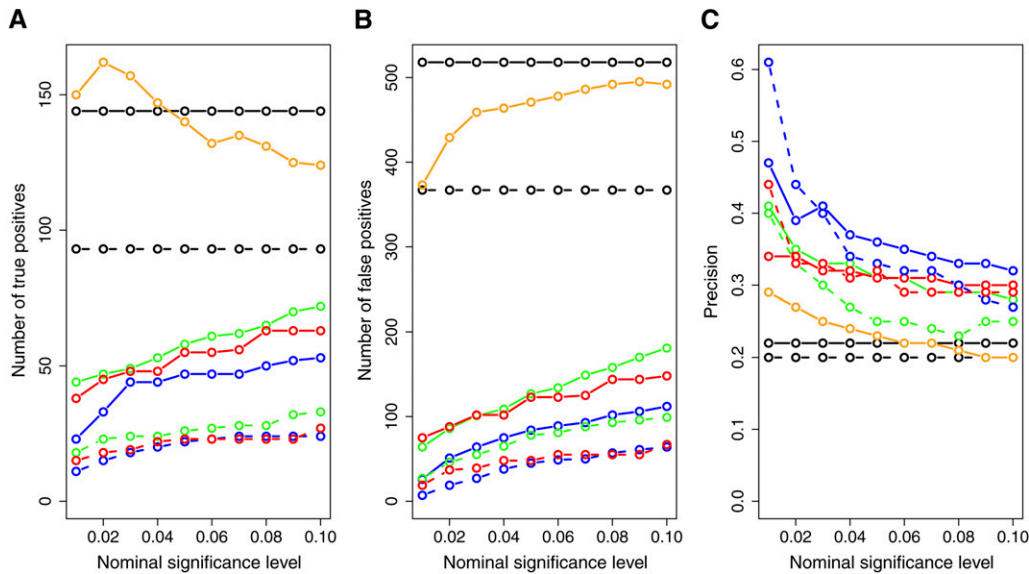 A
Number of true positives
150
100
50
0
0.02 0.04 0.06 0.08 0.10
Nominal significance level
B
Number of false positives
500
400
300
200
100
0
0.02 0.04 0.06 0.08 0.10
Nominal significance level
C
Precision
0.6
0.5
0.4
0.3
0.2
0.1
0.0
0.02 0.04 0.06 0.08 0.10
Nominal significance level